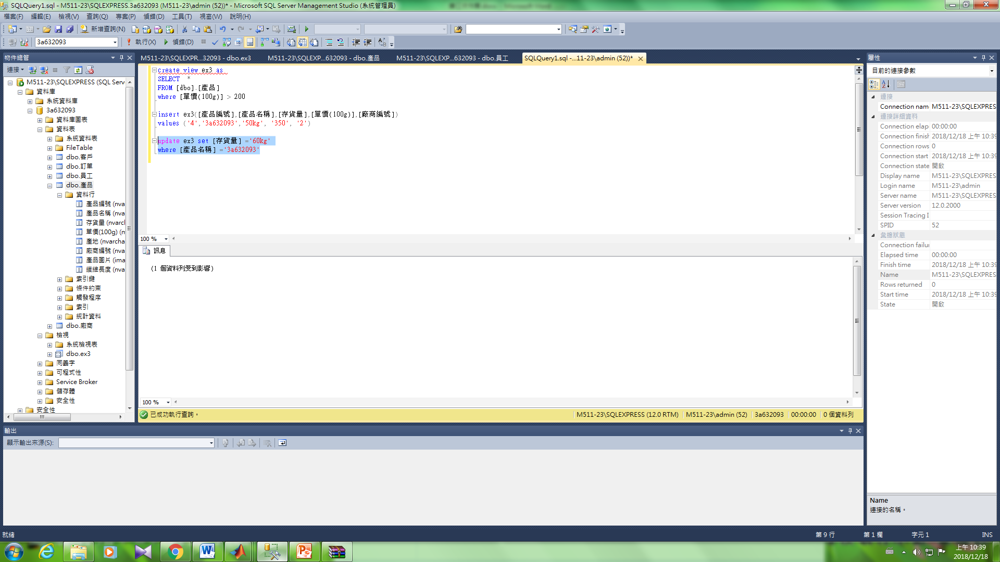 SQLQuery1.sql - M511-23\SQLEXPRESS.3a632093 (M511-23\admin (52))* - Microsoft SQL Server Management Studio (系統管理員)
檔案(F) 編輯(E) 檢視(V) 查詢(Q) 專案(P) 偵錯(D) 工具(T) 視窗(W) 說明(H)
新增查詢(N)
3a632093 執行(X) 偵錯(D)
物件總管
連接
M511-23\SQLEXPRESS (SQL Serv
資料庫
系統資料庫
3a632093
資料庫圖表
資料表
系統資料表
FileTable
dbo.客戶
dbo.訂單
dbo.員工
dbo.產品
資料行
產品編號 (nva
產品名稱 (nva
存貨量 (nvarcl
單價(100g) (m
產地 (nvarcha
廠商編號 (nva
產品圖片 (ima
纖維長度 (nva
索引鍵
條件約束
觸發程序
索引
統計資料
dbo.廠商
檢視
系統檢視表
dbo.ex3
同義字
可程式性
Service Broker
儲存體
安全性
安全性
M511-23\SQLEXPR...32093 - dbo.ex3 M511-23\SQLEXP...632093 - dbo.產品 M511-23\SQLEXP...632093 - dbo.員工 SQLQuery1.sql -...11-23\admin (52))*
create view ex3 as
SELECT *
FROM [dbo].[產品]
where [單價(100g)] > 200
insert ex3([產品編號],[產品名稱],[存貨量],[單價(100g)],[廠商編號])
values ('4','3a632093','50kg', '350', '2')
update ex3 set [存貨量] ='60kg'
where [產品名稱] ='3a632093'
100 %
訊息
(1 個資料列受到影響)
100 %
已成功執行查詢。 M511-23\SQLEXPRESS (12.0 RTM) M511-23\admin (52) 3a632093 00:00:00 0 個資料列
屬性
目前的連接參數
連接
Connection nam M511-23\SQLEXPRES
連接詳細資料
Connection elap 00:00:00
Connection finish 2018/12/18 上午 10:39
Connection rows 0
Connection start 2018/12/18 上午 10:39
Connection state 開啟
Display name M511-23\SQLEXPRES
Login name M511-23\admin
Server name M511-23\SQLEXPRES
Server version 12.0.2000
Session Tracing I
SPID 52
彙總狀態
Connection failu
Elapsed time 00:00:00
Finish time 2018/12/18 上午 10:39
Name M511-23\SQLEXPRES
Rows returned 0
Start time 2018/12/18 上午 10:39
State 開啟
Name
連接的名稱。
輸出
顯示輸出來源(S):
就緒 第 9 行 第 1 欄 字元 1 INS
上午 10:39
2018/12/18